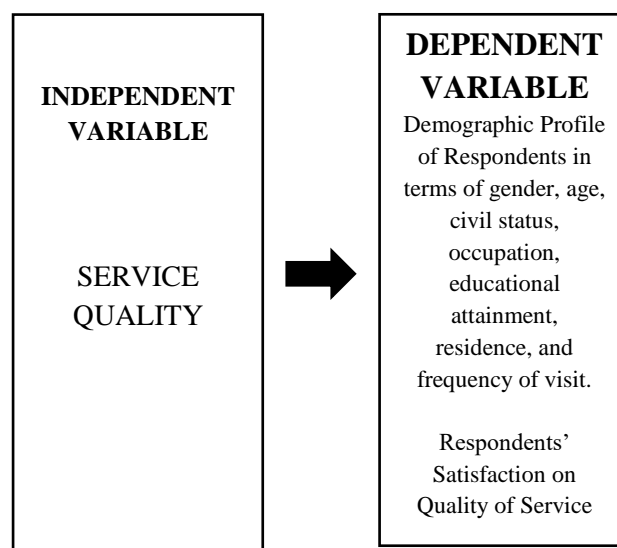 INDEPENDENT
VARIABLE
SERVICE
QUALITY
DEPENDENT
VARIABLE
Demographic Profile
of Respondents in
terms of gender, age,
civil status,
occupation,
educational
attainment,
residence, and
frequency of visit.
Respondents’
Satisfaction on
Quality of Service